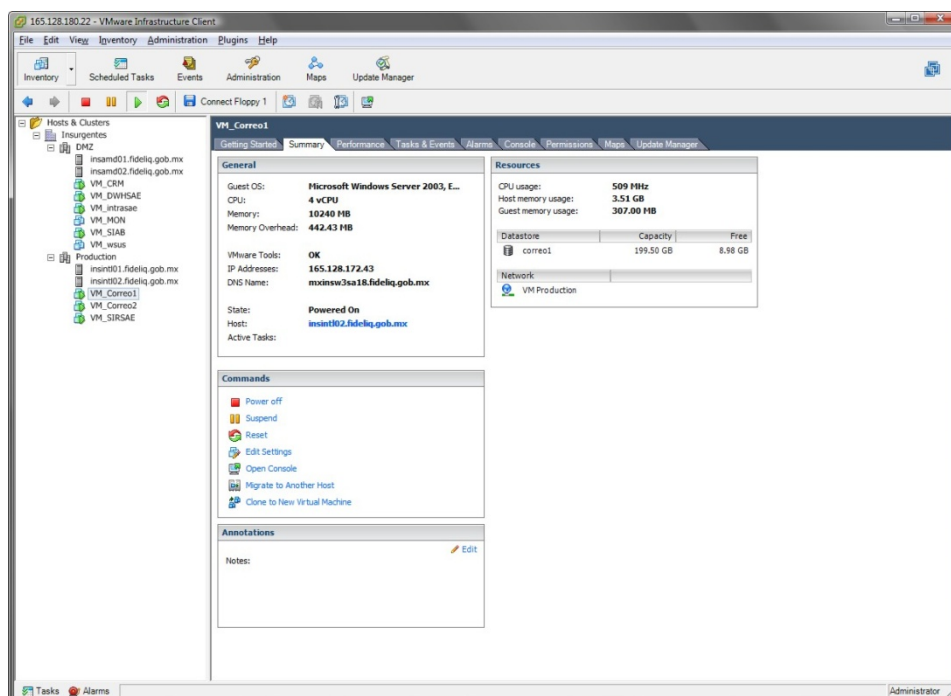 165.128.180.22 - VMware Infrastructure Client
File Edit View Inventory Administration Plugins Help
Inventory Scheduled Tasks Events Administration Maps Update Manager
Connect Floppy 1
Hosts & Clusters
Insurgentes
DMZ
insamd01.fideliq.gob.mx
insamd02.fideliq.gob.mx
VM_CRM
VM_DWHSAE
VM_intrasae
VM_MON
VM_SIAB
VM_wsus
Production
insintl01.fideliq.gob.mx
insintl02.fideliq.gob.mx
VM_Correo1
VM_Correo2
VM_SIRSAE
VM_Correo1
Getting Started Summary Performance Tasks & Events Alarms Console Permissions Maps Update Manager
General
Guest OS: Microsoft Windows Server 2003, E...
CPU: 4 vCPU
Memory: 10240 MB
Memory Overhead: 442.43 MB
VMware Tools: OK
IP Addresses: 165.128.172.43
DNS Name: mxinsw3sa18.fideliq.gob.mx
State: Powered On
Host: insintl02.fideliq.gob.mx
Active Tasks:
Commands
Power off
Suspend
Reset
Edit Settings
Open Console
Migrate to Another Host
Clone to New Virtual Machine
Annotations
Edit
Notes:
Resources
CPU usage: 509 MHz
Host memory usage: 3.51 GB
Guest memory usage: 307.00 MB
Datastore Capacity Free
correo1 199.50 GB 8.98 GB
Network
VM Production
Tasks Alarms Administrator